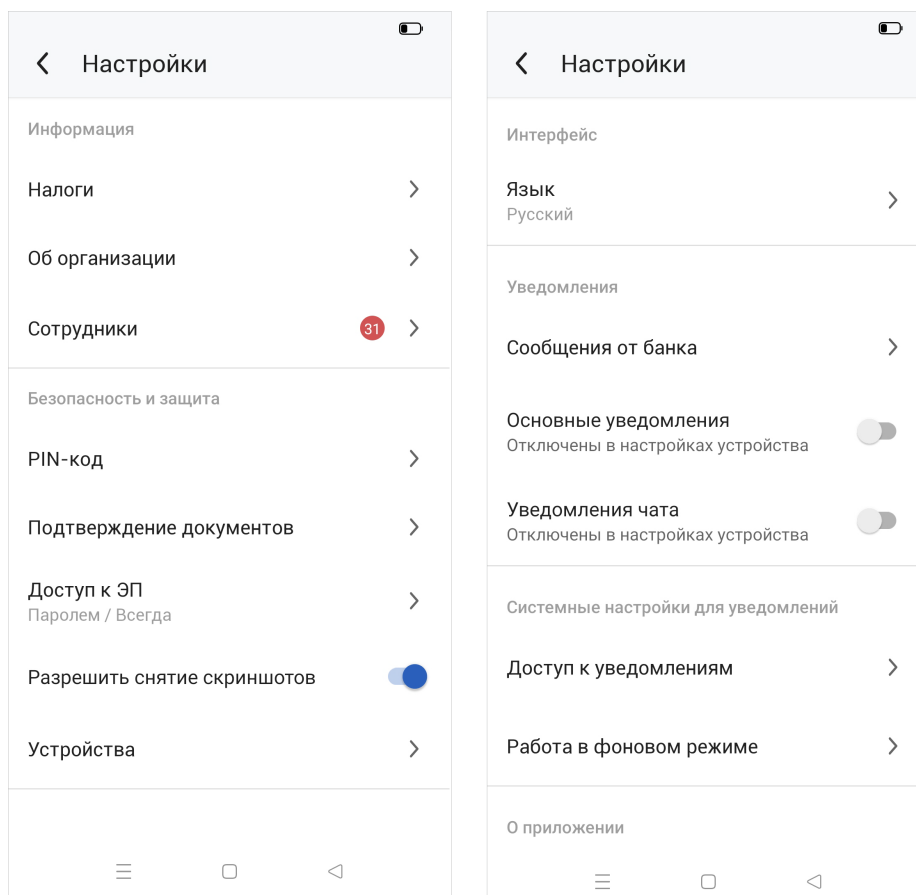 Настройки
Информация
Налоги
Об организации
Сотрудники
31
Безопасность и защита
PIN-код
Подтверждение документов
Доступ к ЭП
Паролем / Всегда
Разрешить снятие скриншотов
Устройства
Настройки
Интерфейс
Язык
Русский
Уведомления
Сообщения от банка
Основные уведомления
Отключены в настройках устройства
Уведомления чата
Отключены в настройках устройства
Системные настройки для уведомлений
Доступ к уведомлениям
Работа в фоновом режиме
О приложении